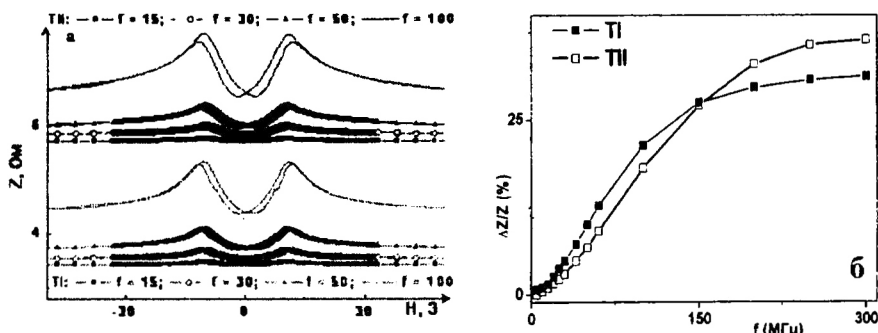 TII: f = 15; f = 30; f = 50; f = 100
а
Z, Ом
6
4
TI: f = 15; f = 30; f = 50; f = 100
-30 0 30
H, Э
TI
TII
ΔZ/Z (%)
25
0
б
0 150 300
f (МГц)